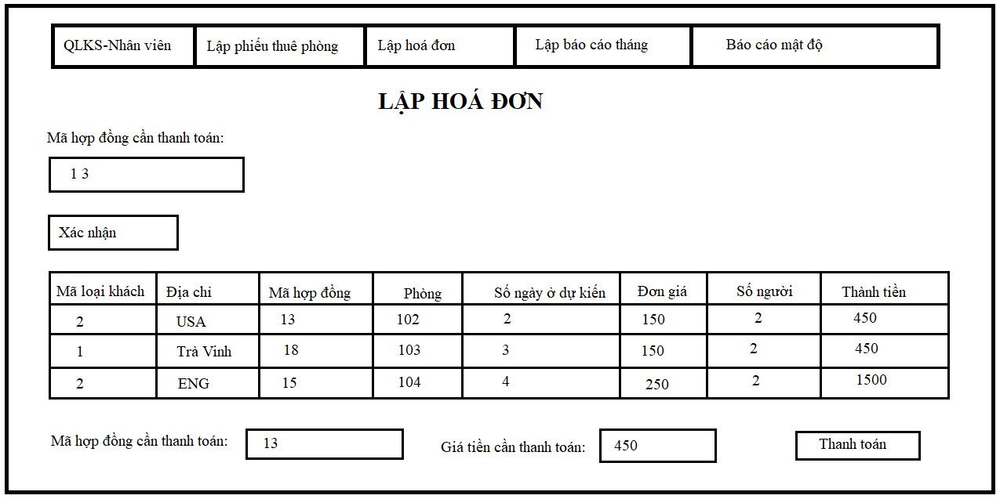 QLKS-Nhân viên Lập phiếu thuê phòng Lập hoá đơn Lập báo cáo tháng Báo cáo mật độ
LẬP HOÁ ĐƠN
Mã hợp đồng cần thanh toán:
1 3
Xác nhận
Mã loại khách Địa chỉ Mã hợp đồng Phòng Số ngày ở dự kiến Đơn giá Số người Thành tiền
2 USA 13 102 2 150 2 450
1 Trà Vinh 18 103 3 150 2 450
2 ENG 15 104 4 250 2 1500
Mã hợp đồng cần thanh toán: 13 Giá tiền cần thanh toán: 450 Thanh toán